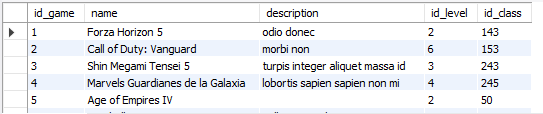 id_game name description id_level id_class
1 Forza Horizon 5 odio donec 2 143
2 Call of Duty: Vanguard morbi non 6 153
3 Shin Megami Tensei 5 turpis integer aliquet massa id 3 243
4 Marvels Guardianes de la Galaxia lobortis sapien sapien non mi 4 245
5 Age of Empires IV 2 50